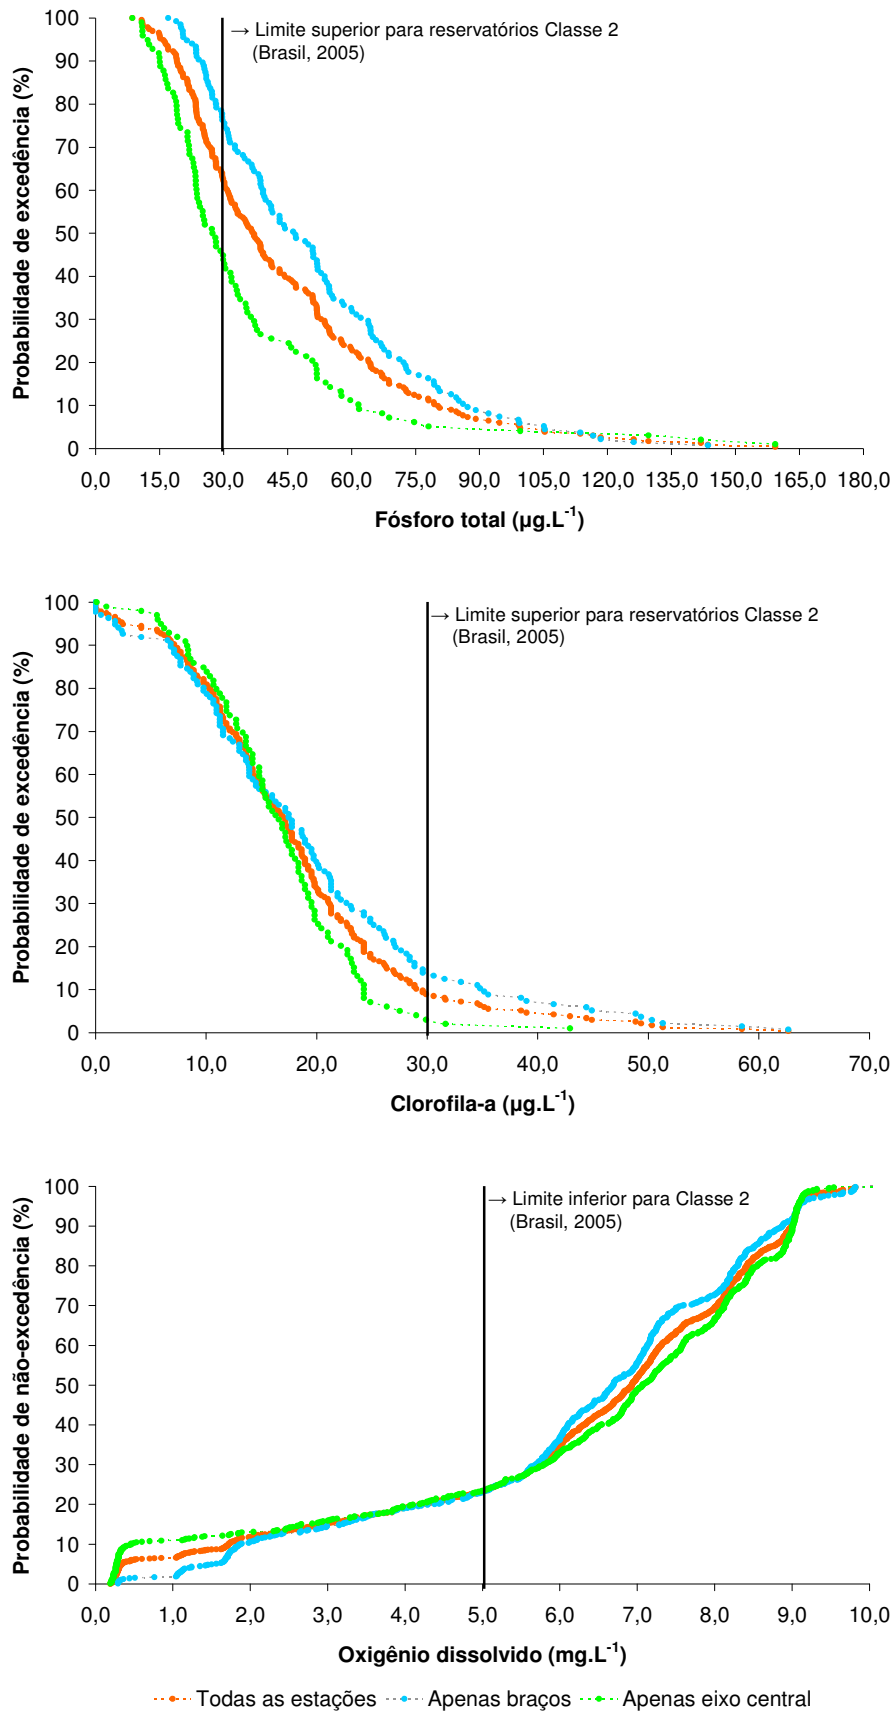 Probabilidade de excedência (%)
100
90
80
70
60
50
40
30
20
10
0
→ Limite superior para reservatórios Classe 2
(Brasil, 2005)
0,0 15,0 30,0 45,0 60,0 75,0 90,0 105,0 120,0 135,0 150,0 165,0 180,0
Fósforo total (µg.L⁻¹)
Probabilidade de excedência (%)
100
90
80
70
60
50
40
30
20
10
0
→ Limite superior para reservatórios Classe 2
(Brasil, 2005)
0,0 10,0 20,0 30,0 40,0 50,0 60,0 70,0
Clorofila-a (µg.L⁻¹)
Probabilidade de não-excedência (%)
100
90
80
70
60
50
40
30
20
10
0
→ Limite inferior para Classe 2
(Brasil, 2005)
0,0 1,0 2,0 3,0 4,0 5,0 6,0 7,0 8,0 9,0 10,0
Oxigênio dissolvido (mg.L⁻¹)
Todas as estações Apenas braços Apenas eixo central